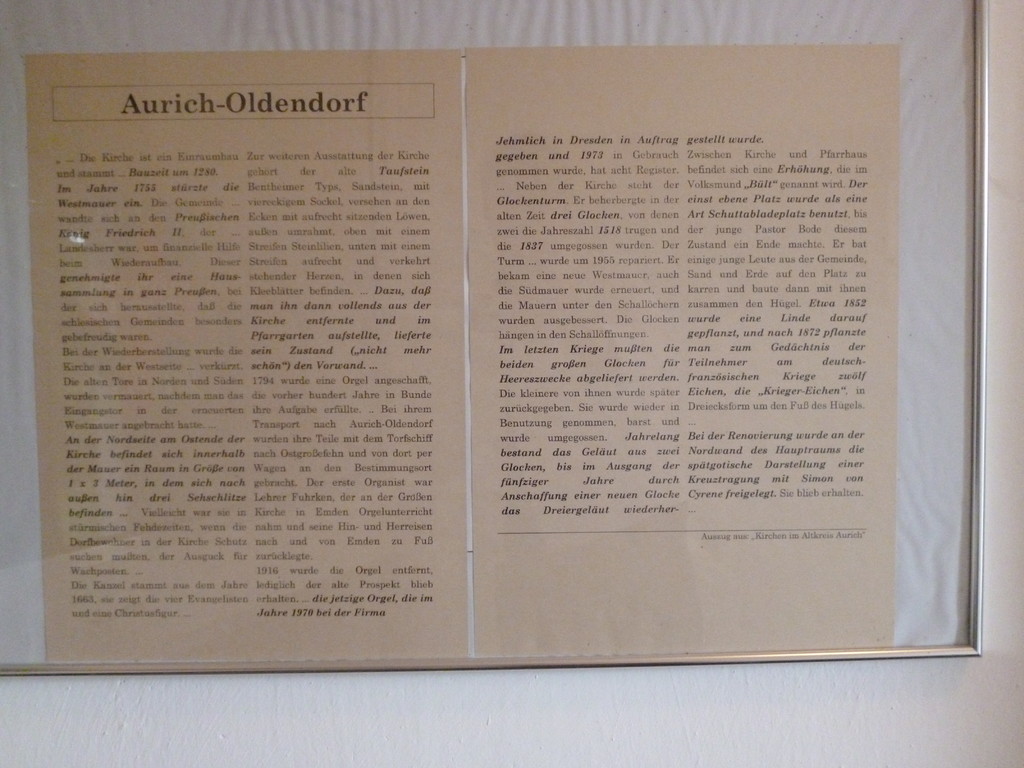 Aurich-Oldendorf
„ ... Die Kirche ist ein Einraumbau
und stammt ... Bauzeit um 1280.
Im Jahre 1755 stürzte die
Westmauer ein. Die Gemeinde ...
wandte sich an den Preußischen
König Friedrich II, der ...
Landesherr war, um finanzielle Hilfe
beim Wiederaufbau. Dieser
genehmigte ihr eine Haus-
sammlung in ganz Preußen, bei
der sich herausstellte, daß die
schlesischen Gemeinden besonders
gebefreudig waren.
Bei der Wiederherstellung wurde die
Kirche an der Westseite ... verkürzt.
Die alten Tore in Norden und Süden
wurden vermauert, nachdem man das
Eingangstor in der erneuerten
Westmauer angebracht hatte. ...
An der Nordseite am Ostende der
Kirche befindet sich innerhalb
der Mauer ein Raum in Größe von
1 x 3 Meter, in dem sich nach
außen hin drei Sehschlitze
befinden ... Vielleicht war sie in
stürmischen Fehdezeiten, wenn die
Dorfbewohner in der Kirche Schutz
suchen mußten, der Ausguck für
Wachposten. ...
Die Kanzel stammt aus dem Jahre
1663, sie zeigt die vier Evangelisten
und eine Christusfigur. ...
Zur weiteren Ausstattung der Kirche
gehört der alte Taufstein
Bentheimer Typs, Sandstein, mit
viereckigem Sockel, versehen an den
Ecken mit aufrecht sitzenden Löwen,
außen umrahmt, oben mit einem
Streifen Steinblien, unten mit einem
Streifen aufrecht und verkehrt
stehender Herzen, in denen sich
Kleeblätter befinden. ... Dazu, daß
man ihn dann vollends aus der
Kirche entfernte und im
Pfarrgarten aufstellte, lieferte
sein Zustand („nicht mehr
schön“) den Vorwand. ...
1794 wurde eine Orgel angeschafft,
die vorher hundert Jahre in Bunde
ihre Aufgabe erfüllte. .. Bei ihrem
Transport nach Aurich-Oldendorf
wurden ihre Teile mit dem Torfschiff
nach Ostgroßefehn und von dort per
Wagen an den Bestimmungsort
gebracht. Der erste Organist war
Lehrer Fuhrken, der an der Großen
Kirche in Emden Orgelunterricht
nahm und seine Hin- und Herreisen
nach und von Emden zu Fuß
zurücklegte.
1916 wurde die Orgel entfernt,
lediglich der alte Prospekt blieb
erhalten. ... die jetzige Orgel, die im
Jahre 1970 bei der Firma
Jehmlich in Dresden in Auftrag
gegeben und 1973 in Gebrauch
genommen wurde, hat acht Register.
... Neben der Kirche steht der
Glockenturm. Er beherbergte in der
alten Zeit drei Glocken, von denen
zwei die Jahreszahl 1518 trugen und
die 1837 umgegossen wurden. Der
Turm ... wurde um 1955 repariert. Er
bekam eine neue Westmauer, auch
die Südmauer wurde erneuert, und
die Mauern unter den Schallöchern
wurden ausgebessert. Die Glocken
hängen in den Schallöffnungen.
Im letzten Kriege mußten die
beiden großen Glocken für
Heereszwecke abgeliefert werden.
Die kleinere von ihnen wurde später
zurückgegeben. Sie wurde wieder in
Benutzung genommen, barst und
wurde umgegossen. Jahrelang
bestand das Geläut aus zwei
Glocken, bis im Ausgang der
fünfziger Jahre durch
Anschaffung einer neuen Glocke
das Dreiergeläut wiederher-
gestellt wurde.
Zwischen Kirche und Pfarrhaus
befindet sich eine Erhöhung, die im
Volksmund „Bült“ genannt wird. Der
einst ebene Platz wurde als eine
Art Schuttabladeplatz benutzt, bis
der junge Pastor Bode diesem
Zustand ein Ende machte. Er bat
einige junge Leute aus der Gemeinde,
Sand und Erde auf den Platz zu
karren und baute dann mit ihnen
zusammen den Hügel. Etwa 1852
wurde eine Linde darauf
gepflanzt, und nach 1872 pflanzte
man zum Gedächtnis der
Teilnehmer am deutsch-
französischen Kriege zwölf
Eichen, die „Krieger-Eichen“, in
Dreiecksform um den Fuß des Hügels.
...
Bei der Renovierung wurde an der
Nordwand des Hauptraums die
spätgotische Darstellung einer
Kreuztragung mit Simon von
Cyrene freigelegt. Sie blieb erhalten.
...
Auszug aus: „Kirchen im Altkreis Aurich“